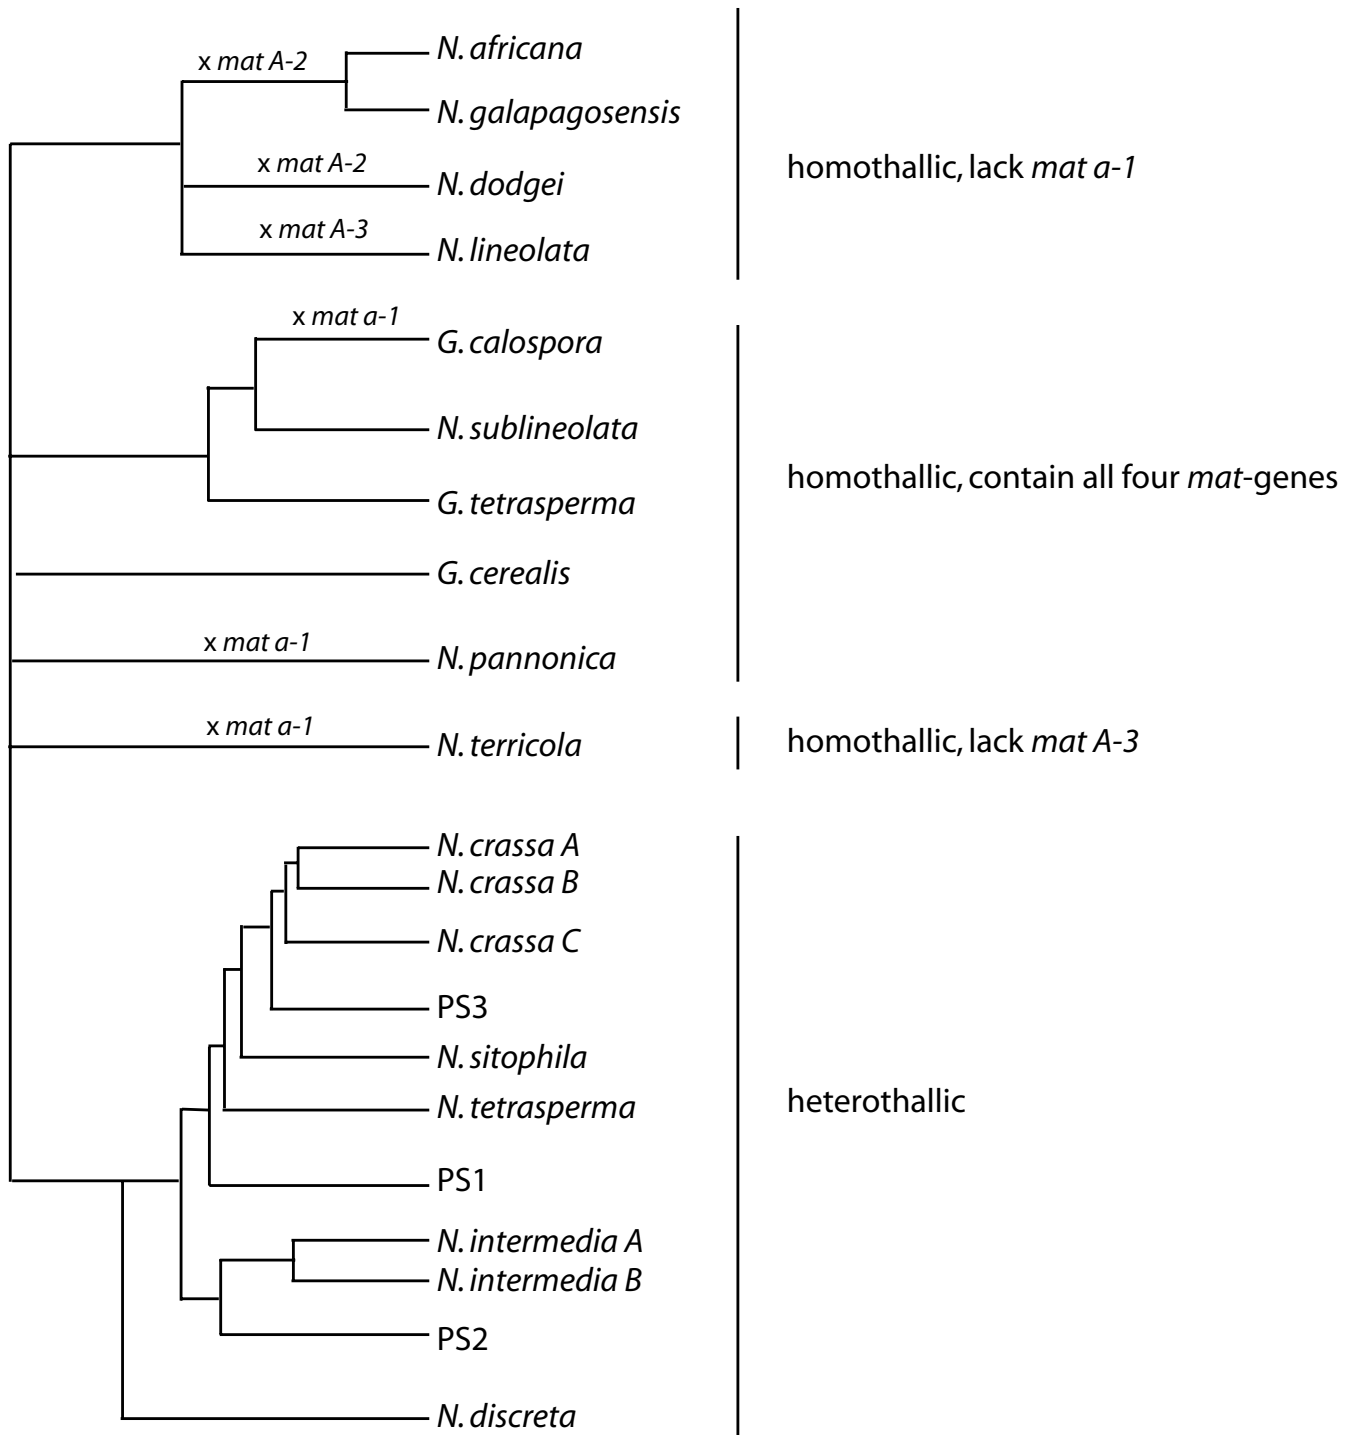 x mat A-2
N. africana
N. galapagosensis
x mat A-2
N. dodgei
x mat A-3
N. lineolata
homothallic, lack mat a-1
x mat a-1
G. calospora
N. sublineolata
G. tetrasperma
G. cerealis
x mat a-1
N. pannonica
homothallic, contain all four mat-genes
x mat a-1
N. terricola
homothallic, lack mat A-3
N. crassa A
N. crassa B
N. crassa C
PS3
N. sitophila
N. tetrasperma
PS1
N. intermedia A
N. intermedia B
PS2
N. discreta
heterothallic